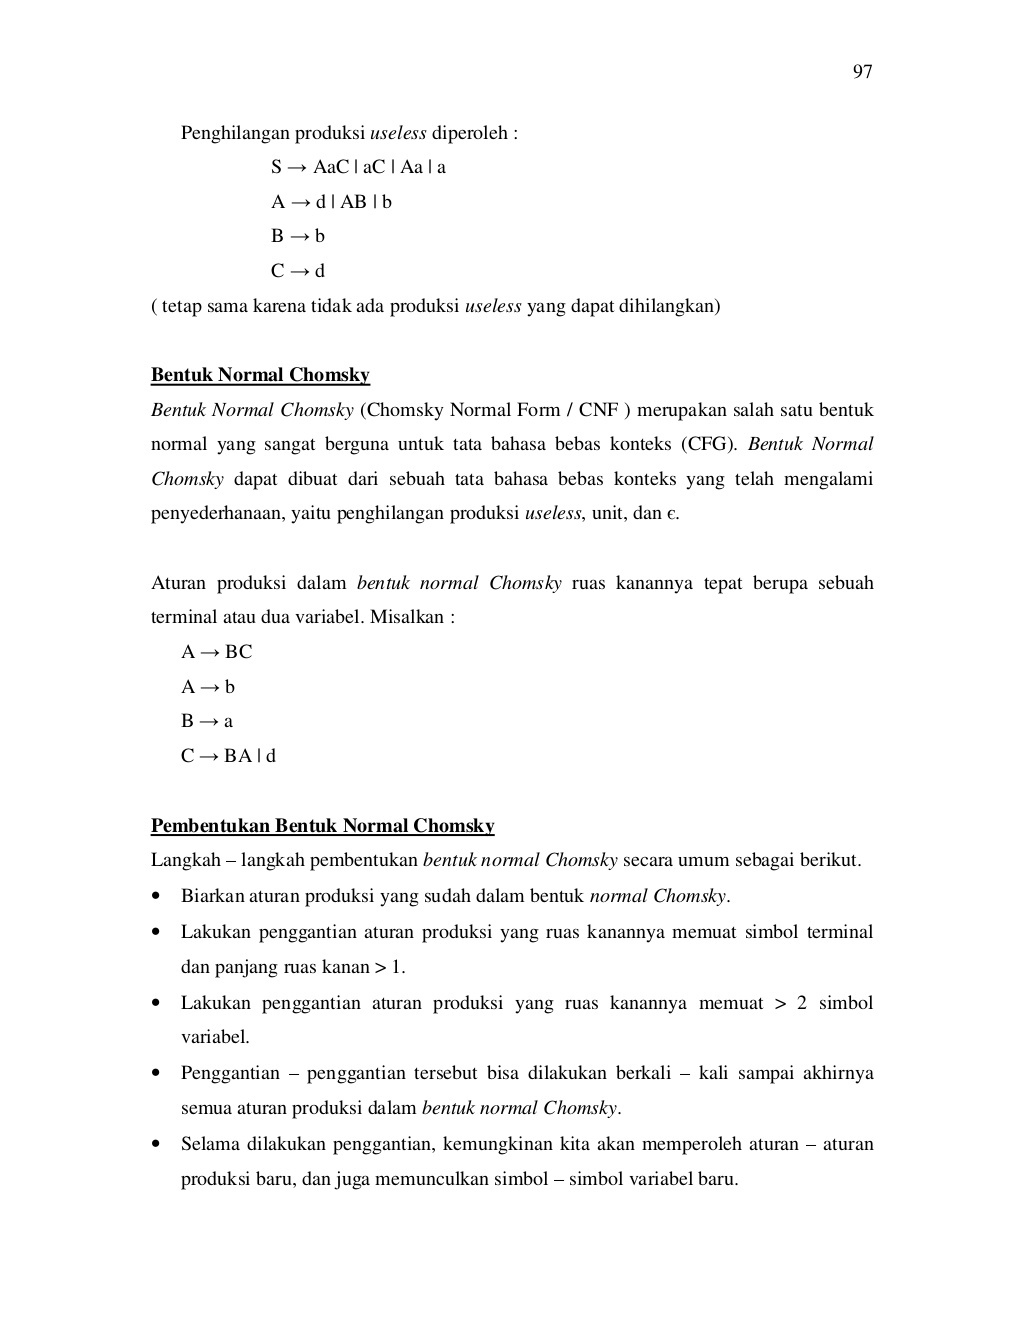 97
Penghilangan produksi useless diperoleh :
S → AaC | aC | Aa | a
A → d | AB | b
B → b
C → d
( tetap sama karena tidak ada produksi useless yang dapat dihilangkan)
Bentuk Normal Chomsky
Bentuk Normal Chomsky (Chomsky Normal Form / CNF ) merupakan salah satu bentuk
normal yang sangat berguna untuk tata bahasa bebas konteks (CFG). Bentuk Normal
Chomsky dapat dibuat dari sebuah tata bahasa bebas konteks yang telah mengalami
penyederhanaan, yaitu penghilangan produksi useless, unit, dan є.
Aturan produksi dalam bentuk normal Chomsky ruas kanannya tepat berupa sebuah
terminal atau dua variabel. Misalkan :
A → BC
A → b
B → a
C → BA | d
Pembentukan Bentuk Normal Chomsky
Langkah – langkah pembentukan bentuk normal Chomsky secara umum sebagai berikut.
• Biarkan aturan produksi yang sudah dalam bentuk normal Chomsky.
• Lakukan penggantian aturan produksi yang ruas kanannya memuat simbol terminal
dan panjang ruas kanan > 1.
• Lakukan penggantian aturan produksi yang ruas kanannya memuat > 2 simbol
variabel.
• Penggantian – penggantian tersebut bisa dilakukan berkali – kali sampai akhirnya
semua aturan produksi dalam bentuk normal Chomsky.
• Selama dilakukan penggantian, kemungkinan kita akan memperoleh aturan – aturan
produksi baru, dan juga memunculkan simbol – simbol variabel baru.